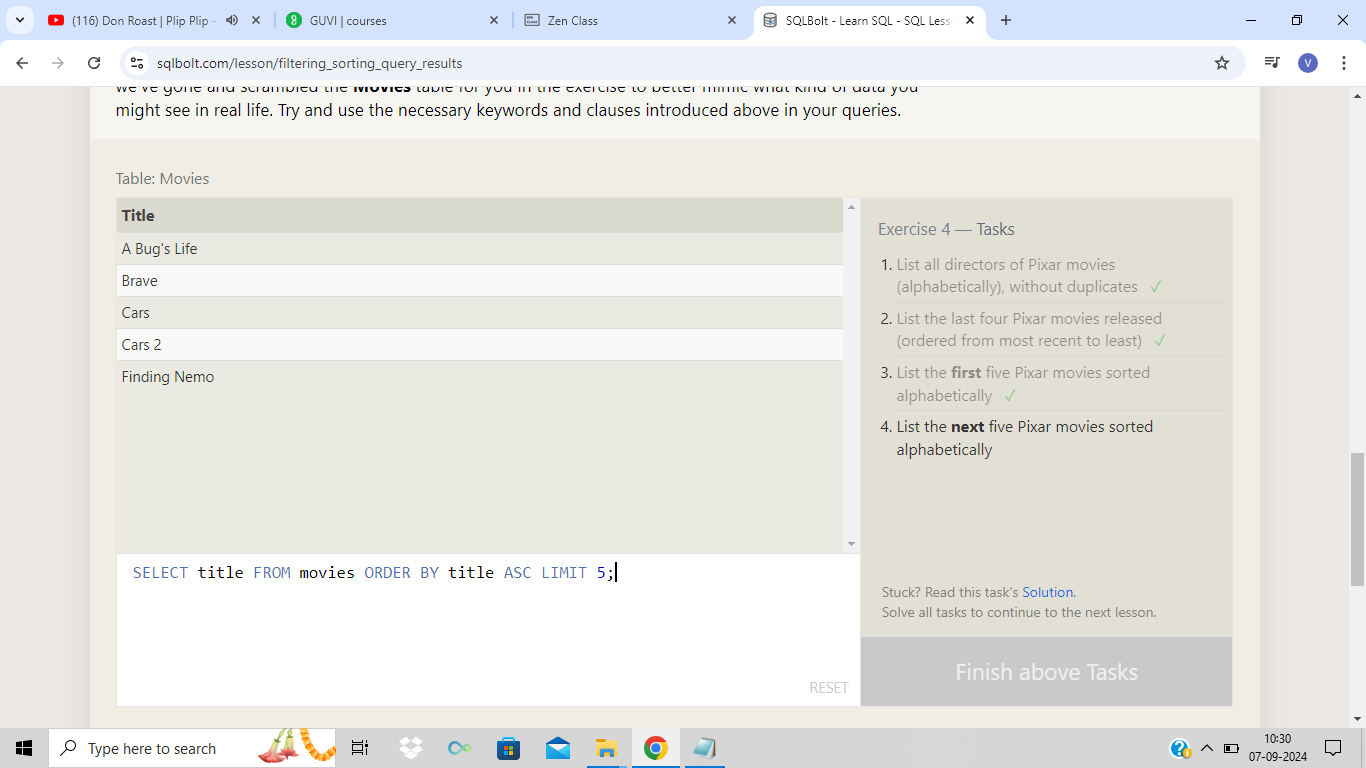 (116) Don Roast | Plip Plip -
GUVI | courses
Zen Class
SQLBolt - Learn SQL - SQL Less
sqlbolt.com/lesson/filtering_sorting_query_results
V
we've gone and scrambled the Movies table for you in the exercise to better mimic what kind of data you
might see in real life. Try and use the necessary keywords and clauses introduced above in your queries.
Table: Movies
Title
A Bug's Life
Brave
Cars
Cars 2
Finding Nemo
SELECT title FROM movies ORDER BY title ASC LIMIT 5;
RESET
Exercise 4 — Tasks
1. List all directors of Pixar movies
(alphabetically), without duplicates ✓
2. List the last four Pixar movies released
(ordered from most recent to least) ✓
3. List the first five Pixar movies sorted
alphabetically ✓
4. List the next five Pixar movies sorted
alphabetically
Stuck? Read this task's Solution.
Solve all tasks to continue to the next lesson.
Finish above Tasks
Type here to search
10:30
07-09-2024